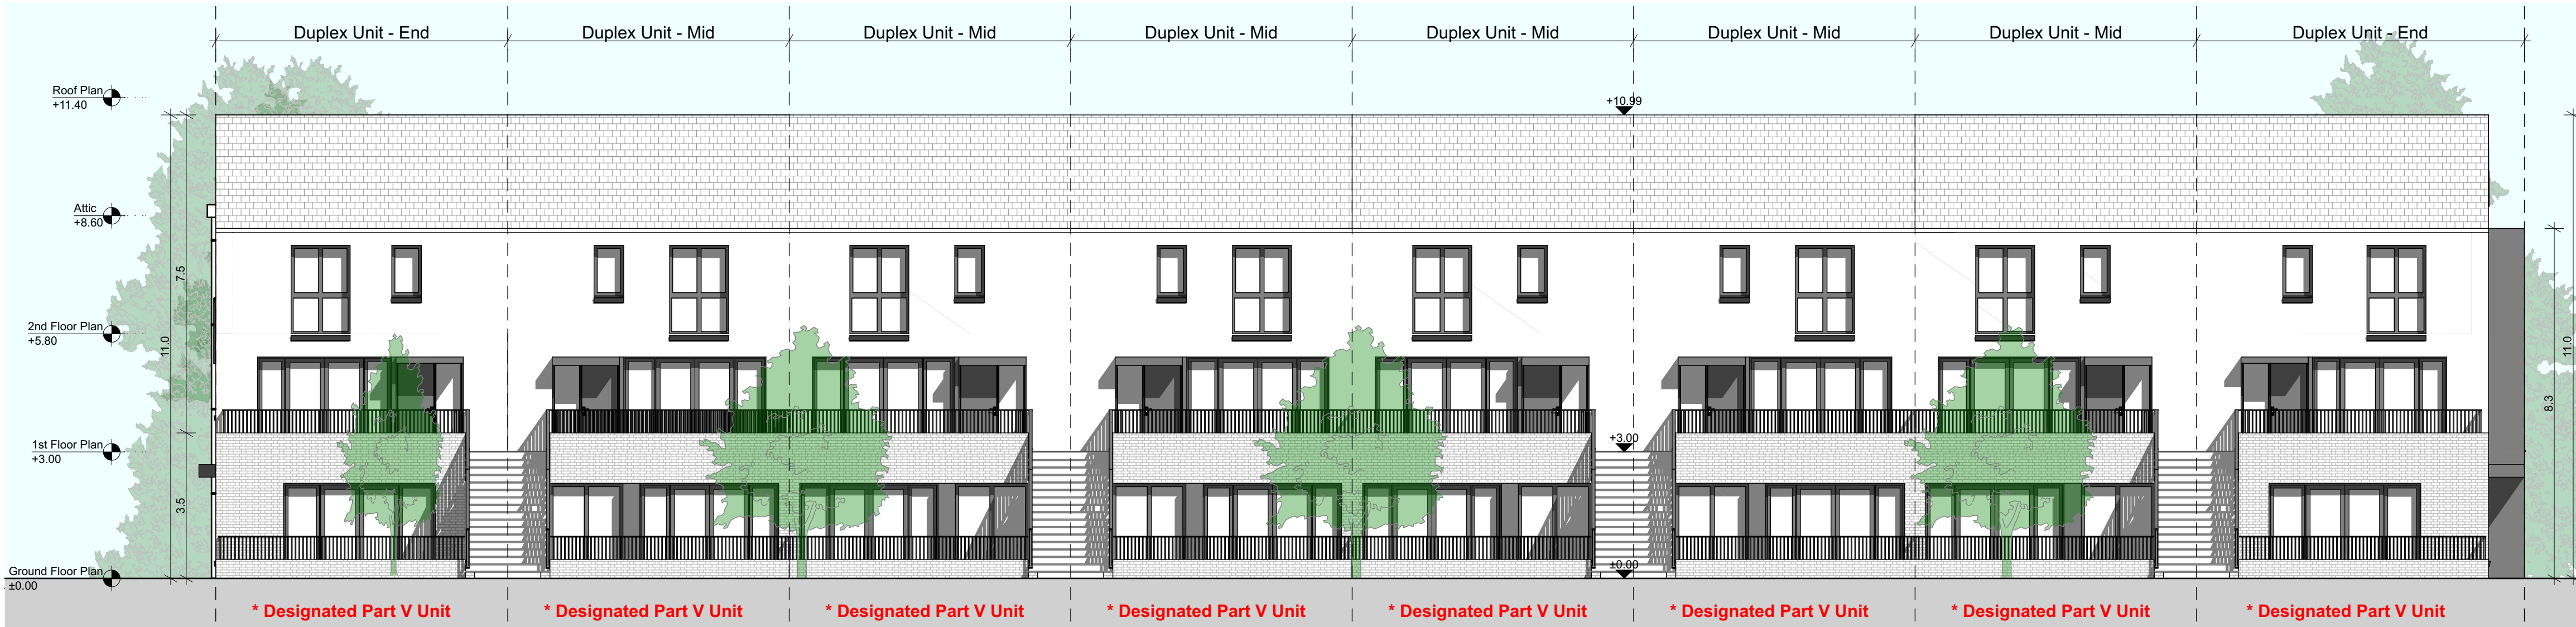 Duplex Unit - End
Duplex Unit - Mid
Duplex Unit - Mid
Duplex Unit - Mid
Duplex Unit - Mid
Duplex Unit - Mid
Duplex Unit - Mid
Duplex Unit - End
Roof Plan
+11.40
+10.99
Attic
+8.60
7.5
11.0
2nd Floor Plan
+5.80
11.0
8.3
1st Floor Plan
+3.00
+3.00
3.5
Ground Floor Plan
±0.00
±0.00
* Designated Part V Unit
* Designated Part V Unit
* Designated Part V Unit
* Designated Part V Unit
* Designated Part V Unit
* Designated Part V Unit
* Designated Part V Unit
* Designated Part V Unit